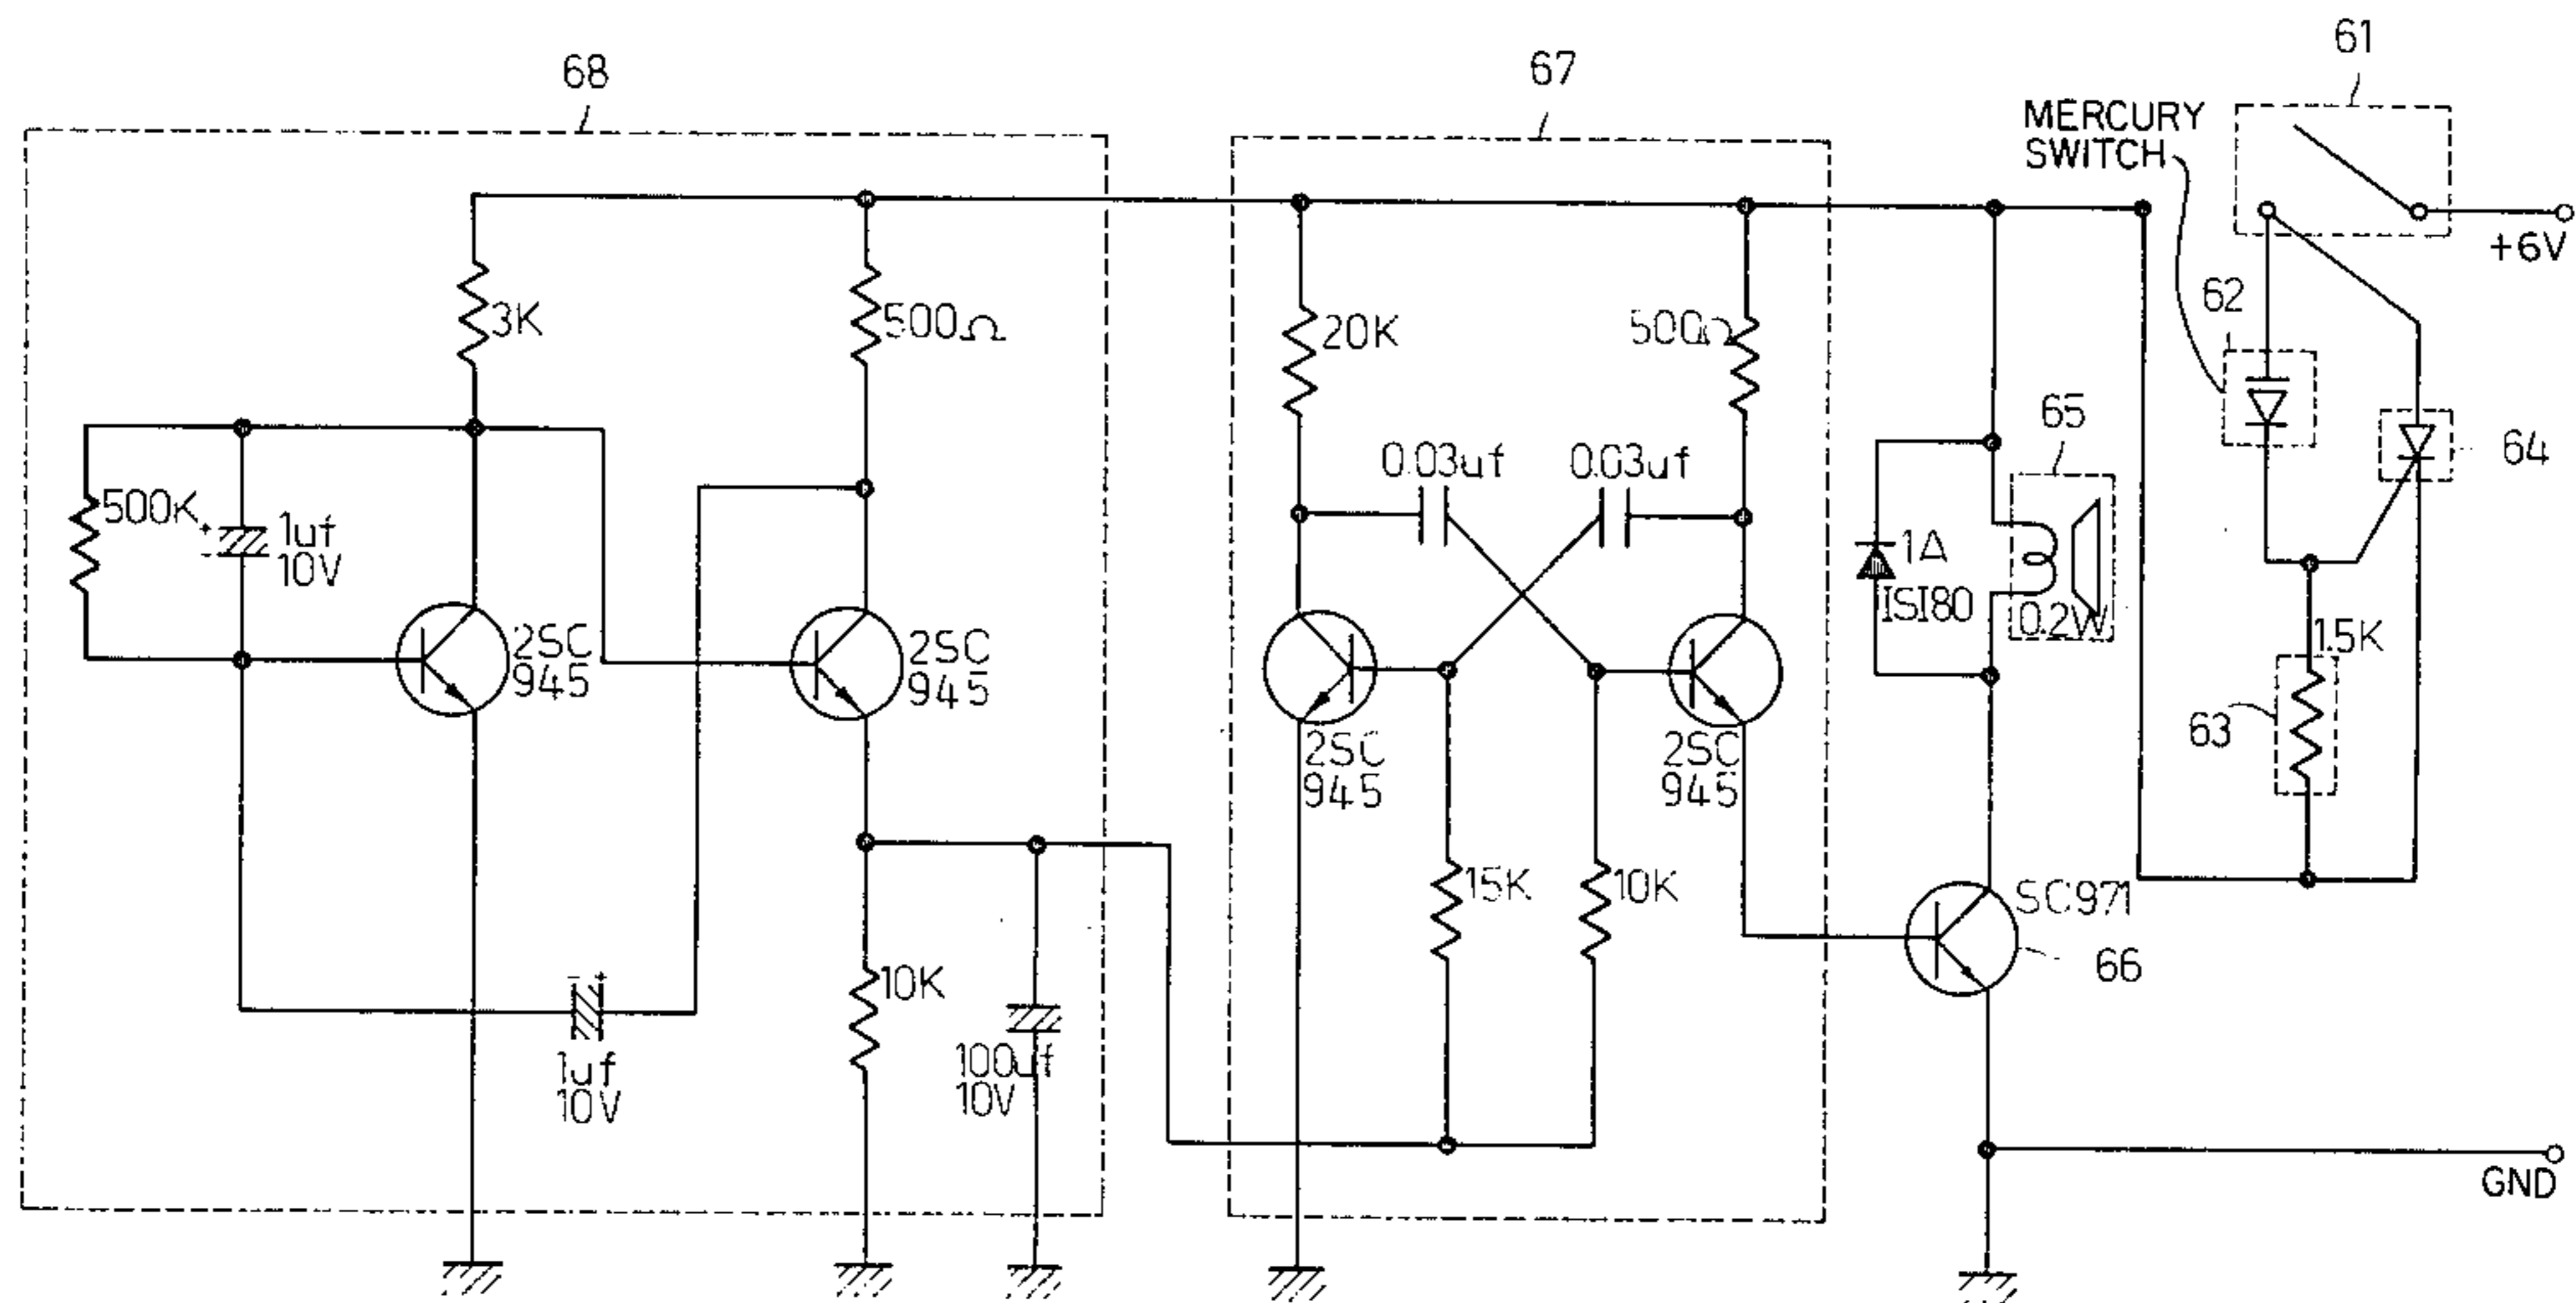 68
67
61
MERCURY
SWITCH
+6V
62
3K
500Ω
20K
500Ω
65
64
0.03uf
0.03uf
500K
+
-
1uf
10V
1A
ISI80
0.2W
2SC
945
2SC
945
1.5K
2SC
945
2SC
945
63
15K
10K
SC971
66
10K
- +
1uf
10V
100uf
10V
GND